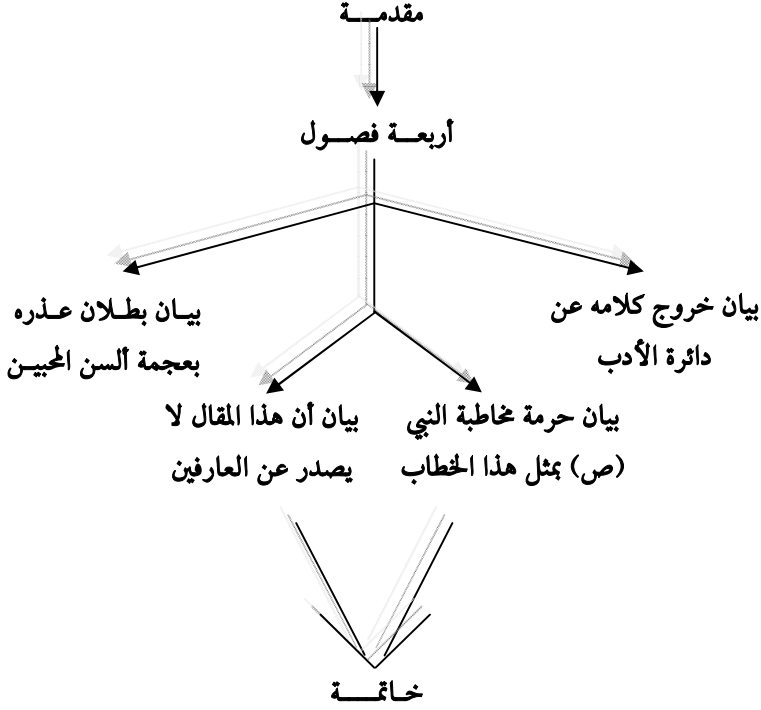 مقدمـــة
أربعـــة فصـــول
بيان خروج كلامه عن
دائرة الأدب
بيان حرمة مخاطبة النبي
(ص) بمثل هذا الخطاب
بيان أن هذا المقال لا
يصدر عن العارفين
بيـان بطـلان عـذره
بعجمة ألسن المحبيـن
خـاتمـــة